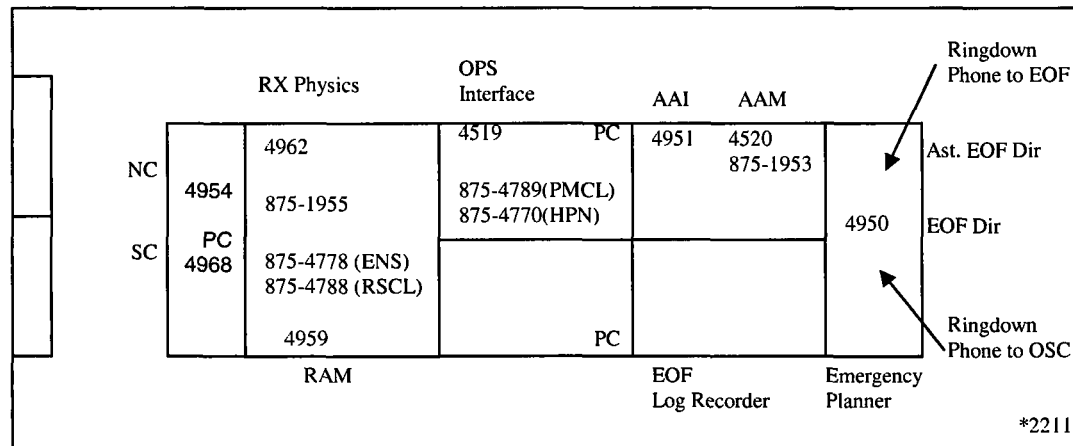 Ringdown
Phone to EOF
OPS
Interface
RX Physics
AAI
AAM
4962
4519
PC
4951
4520
875-1953
Ast. EOF Dir
NC
4954
875-1955
875-4789(PMCL)
875-4770(HPN)
4950
EOF Dir
SC
PC
4968
875-4778 (ENS)
875-4788 (RSCL)
4959
PC
Ringdown
Phone to OSC
RAM
EOF
Log Recorder
Emergency
Planner
*2211